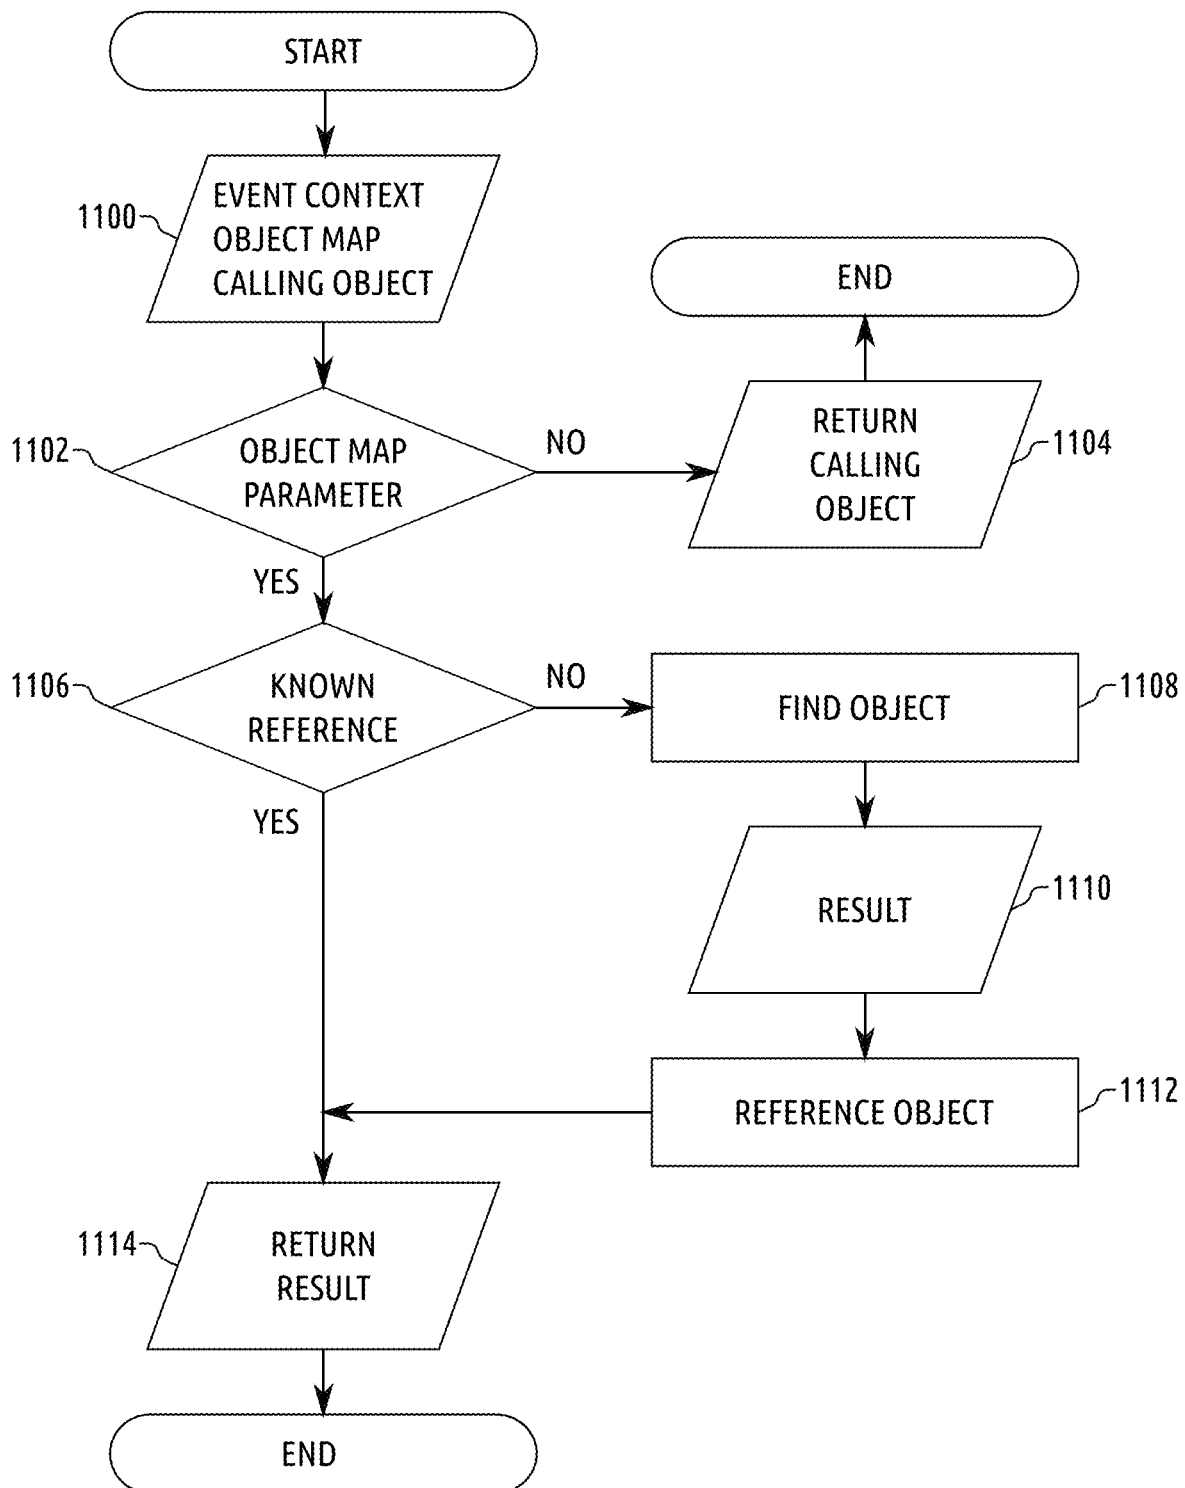 START
1100
EVENT CONTEXT
OBJECT MAP
CALLING OBJECT
END
1102
OBJECT MAP
PARAMETER
NO
RETURN
CALLING
OBJECT
1104
YES
1106
KNOWN
REFERENCE
NO
FIND OBJECT
1108
YES
RESULT
1110
REFERENCE OBJECT
1112
1114
RETURN
RESULT
END